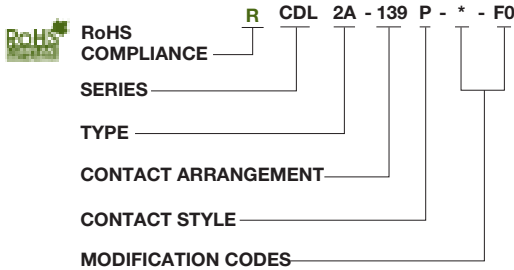 R CDL 2A - 139 P - * - F0
RoHS
RoHS
COMPLIANCE
SERIES
TYPE
CONTACT ARRANGEMENT
CONTACT STYLE
MODIFICATION CODES